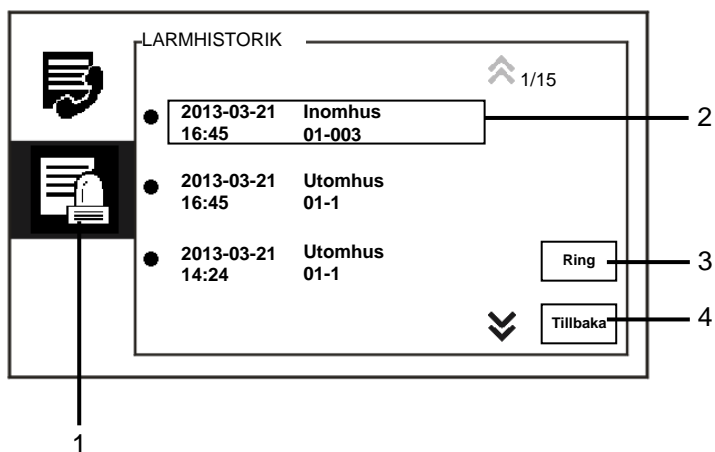 LARMHISTORIK
1/15
2013-03-21 Inomhus
16:45 01-003
2
2013-03-21 Utomhus
16:45 01-1
2013-03-21 Utomhus
14:24 01-1
Ring
3
Tillbaka
4
1